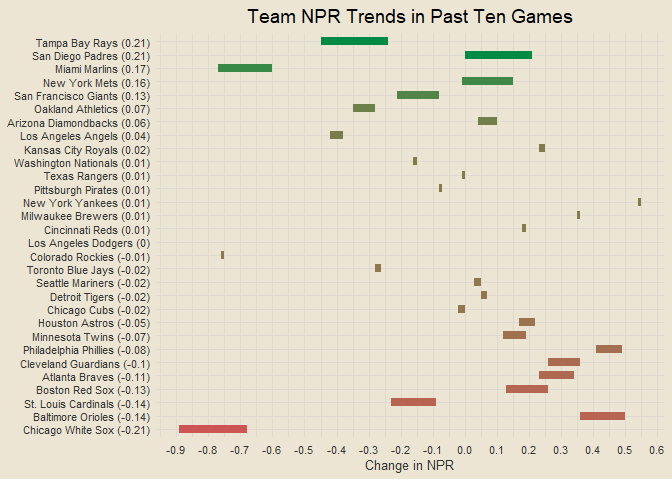 Team NPR Trends in Past Ten Games
Tampa Bay Rays (0.21)
San Diego Padres (0.21)
Miami Marlins (0.17)
New York Mets (0.16)
San Francisco Giants (0.13)
Oakland Athletics (0.07)
Arizona Diamondbacks (0.06)
Los Angeles Angels (0.04)
Kansas City Royals (0.02)
Washington Nationals (0.01)
Texas Rangers (0.01)
Pittsburgh Pirates (0.01)
New York Yankees (0.01)
Milwaukee Brewers (0.01)
Cincinnati Reds (0.01)
Los Angeles Dodgers (0)
Colorado Rockies (-0.01)
Toronto Blue Jays (-0.02)
Seattle Mariners (-0.02)
Detroit Tigers (-0.02)
Chicago Cubs (-0.02)
Houston Astros (-0.05)
Minnesota Twins (-0.07)
Philadelphia Phillies (-0.08)
Cleveland Guardians (-0.1)
Atlanta Braves (-0.11)
Boston Red Sox (-0.13)
St. Louis Cardinals (-0.14)
Baltimore Orioles (-0.14)
Chicago White Sox (-0.21)
-0.9 -0.8 -0.7 -0.6 -0.5 -0.4 -0.3 -0.2 -0.1 0.0 0.1 0.2 0.3 0.4 0.5 0.6
Change in NPR